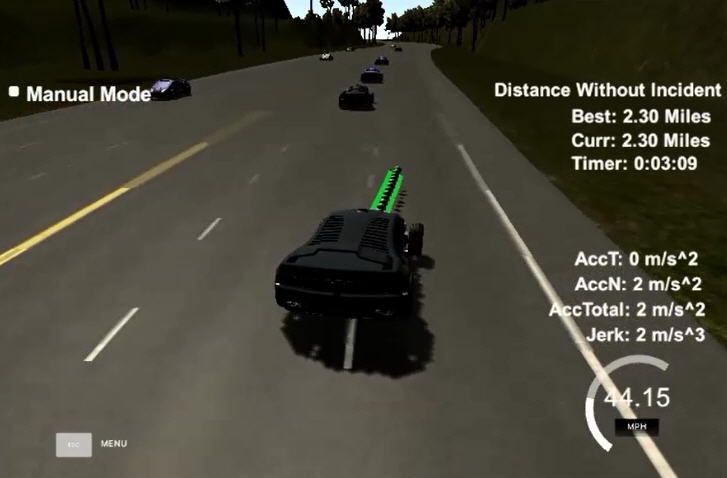 Manual Mode
Distance Without Incident
Best: 2.30 Miles
Curr: 2.30 Miles
Timer: 0:03:09
AccT: 0 m/s^2
AccN: 2 m/s^2
AccTotal: 2 m/s^2
Jerk: 2 m/s^3
44.15
MPH
ESC MENU